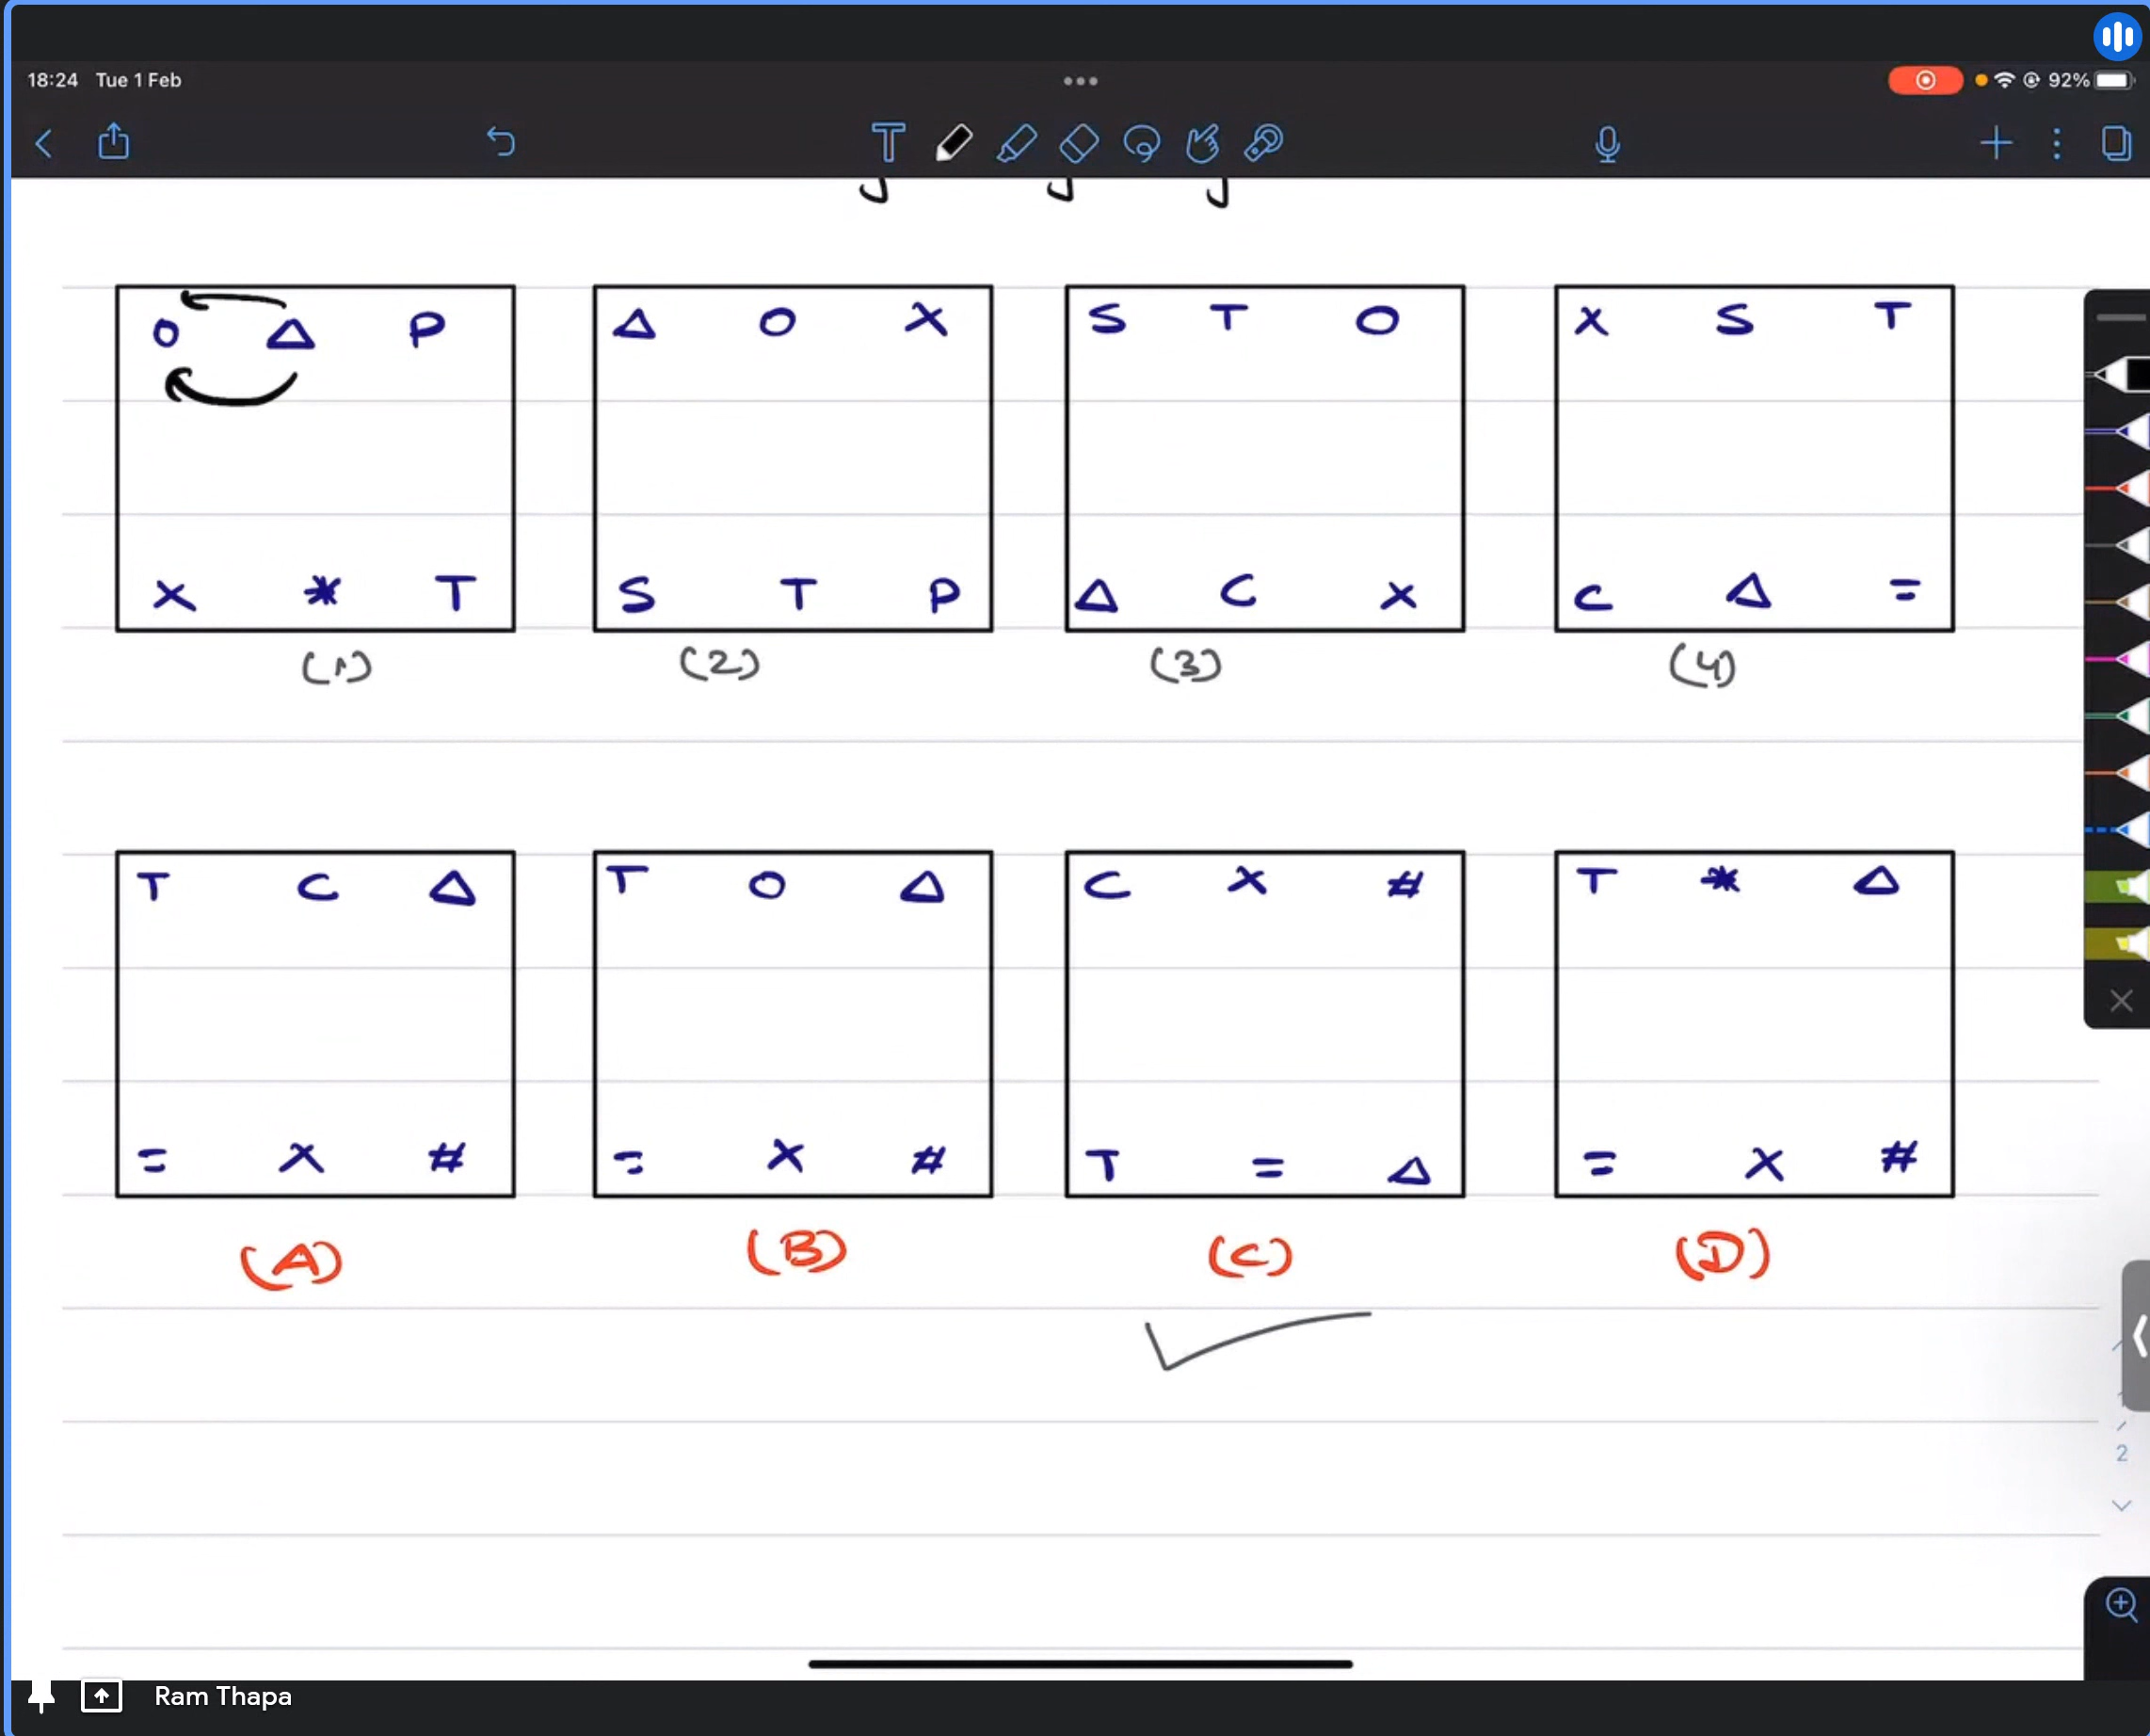 18:24 Tue 1 Feb
92%
O △ P
X * T
(1)
△ O X
S T P
(2)
S T O
△ C X
(3)
X S T
C △ =
(4)
T C △
= X #
(A)
T O △
= X #
(B)
C X #
T = △
(C)
T * △
= X #
(D)
2
Ram Thapa